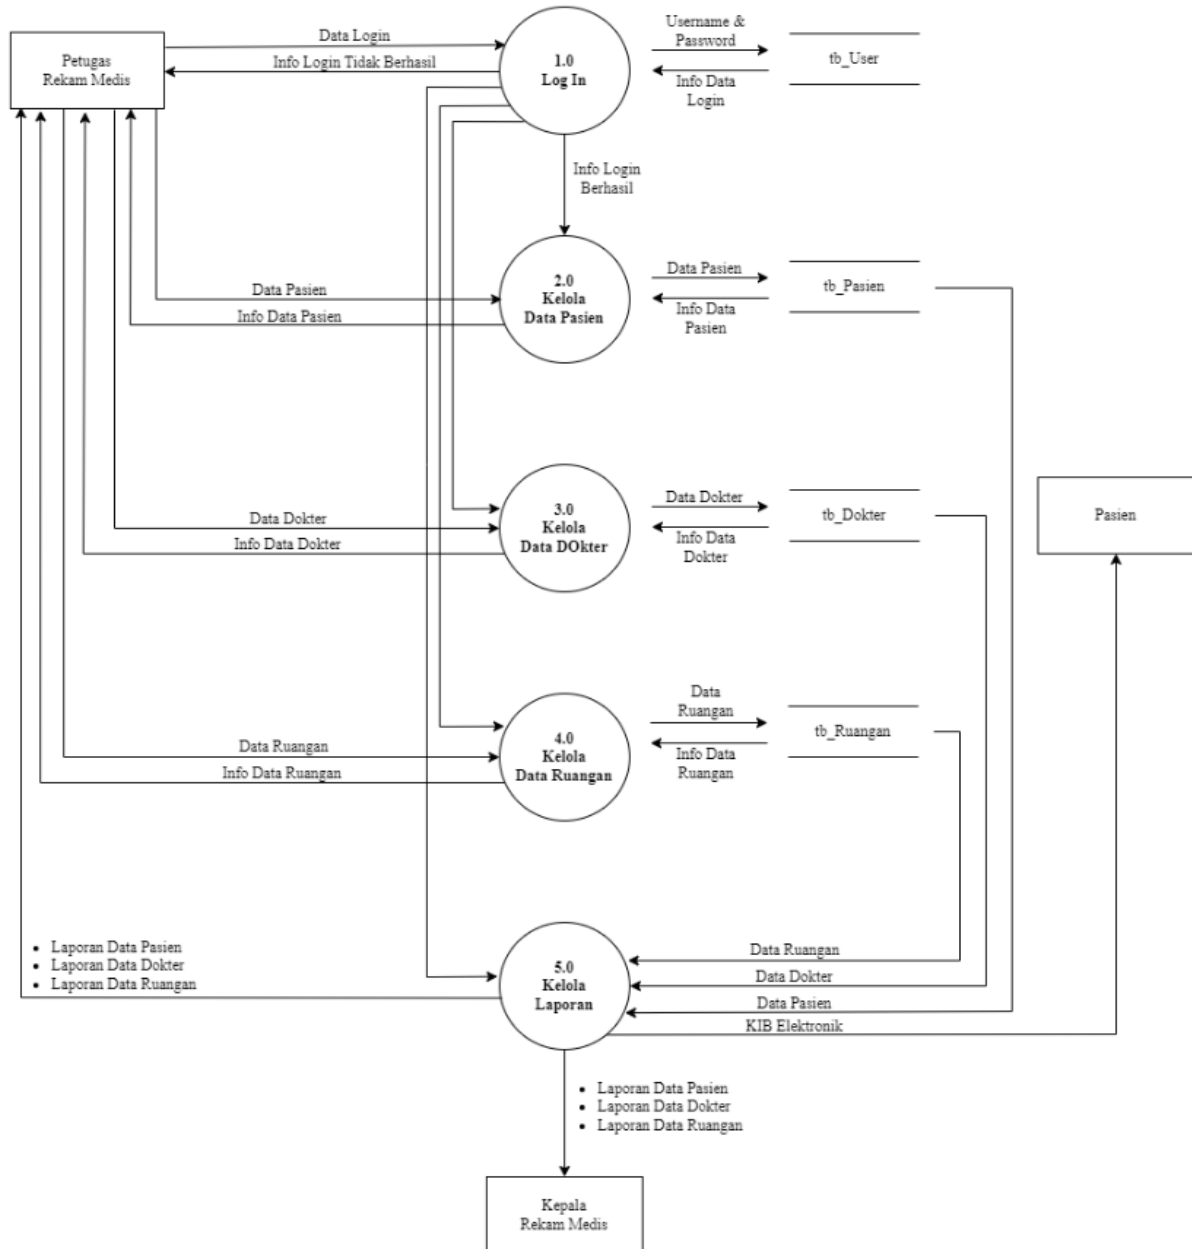 Petugas
Rekam Medis
Data Login
Info Login Tidak Berhasil
1.0
Log In
Username &
Password
Info Data
Login
tb_User
Info Login
Berhasil
Data Pasien
Info Data Pasien
2.0
Kelola
Data Pasien
Data Pasien
Info Data
Pasien
tb_Pasien
Data Dokter
Info Data Dokter
3.0
Kelola
Data DOkter
Data Dokter
Info Data
Dokter
tb_Dokter
Pasien
Data Ruangan
Info Data Ruangan
4.0
Kelola
Data Ruangan
Data
Ruangan
Info Data
Ruangan
tb_Ruangan
• Laporan Data Pasien
• Laporan Data Dokter
• Laporan Data Ruangan
5.0
Kelola
Laporan
Data Ruangan
Data Dokter
Data Pasien
KIB Elektronik
• Laporan Data Pasien
• Laporan Data Dokter
• Laporan Data Ruangan
Kepala
Rekam Medis